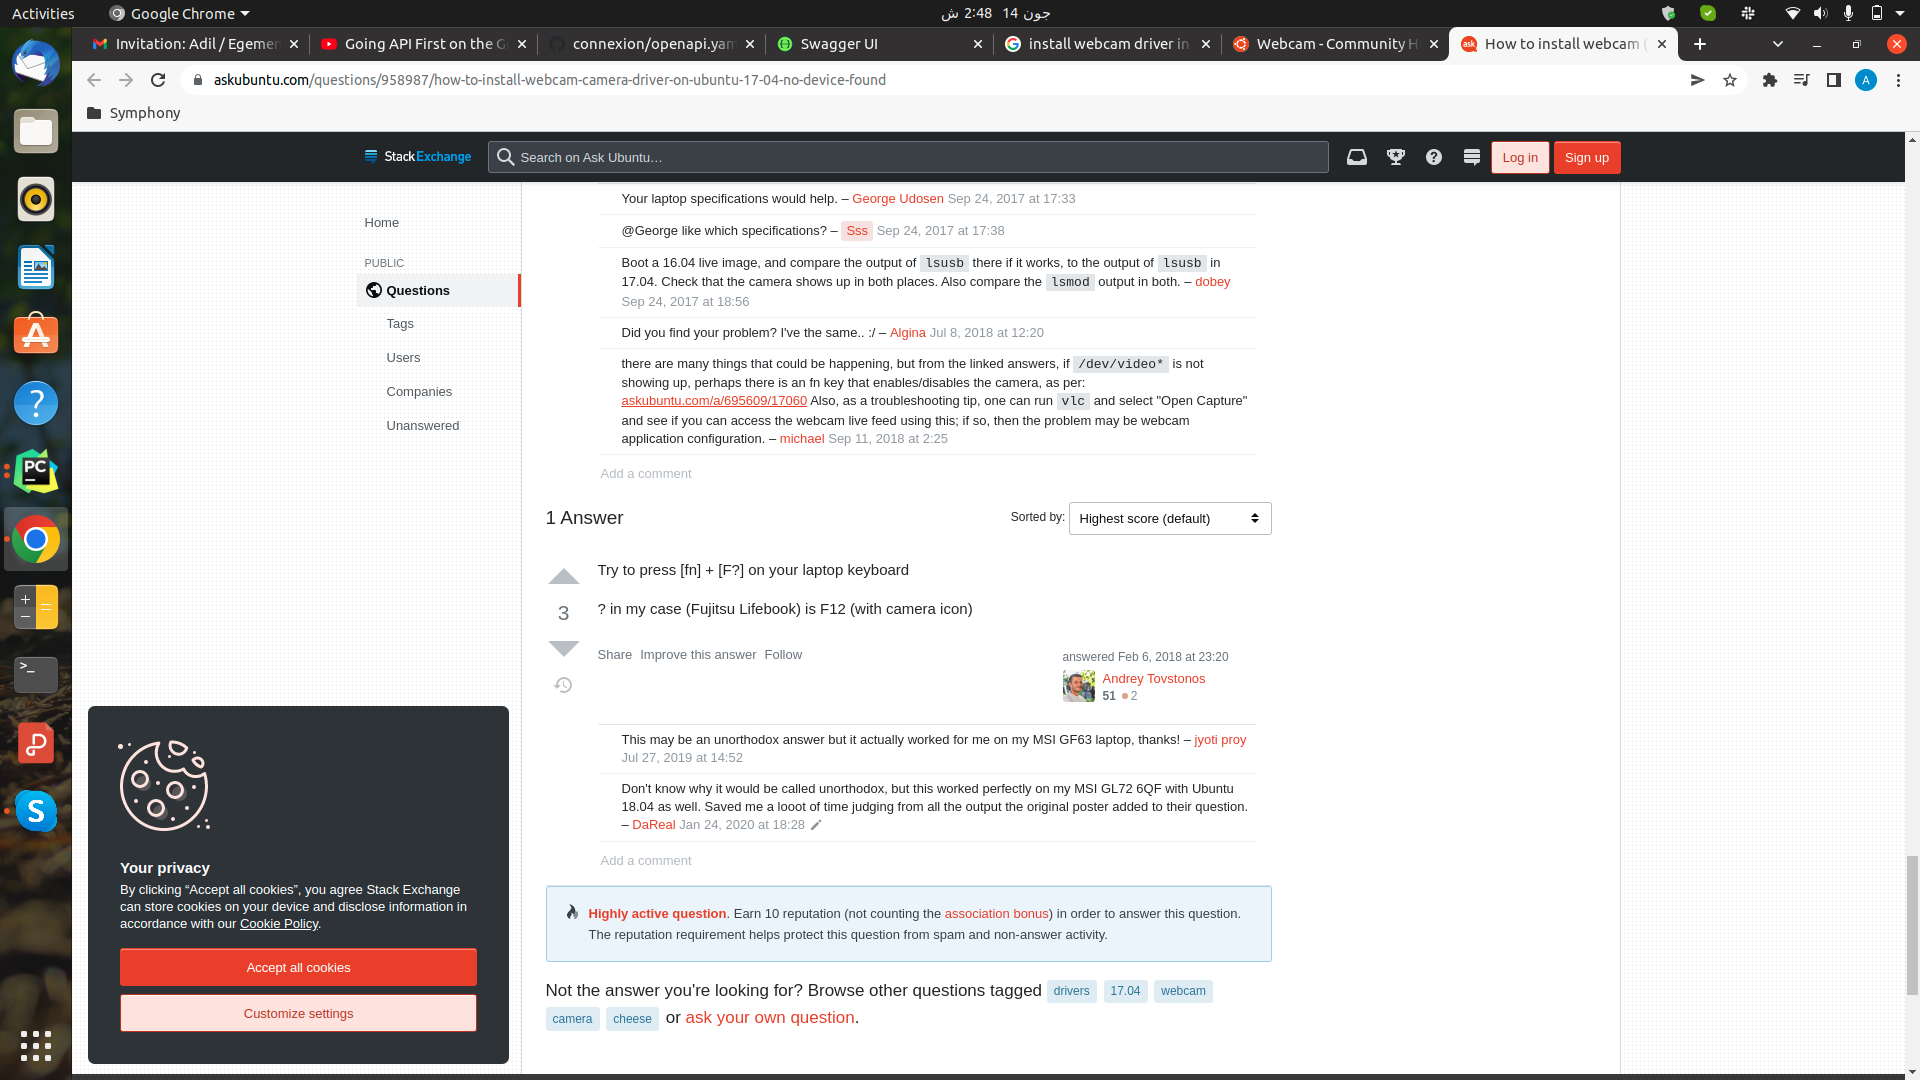 Activities
Google Chrome
جون 14  2:48 ش
Invitation: Adil / Egemen
Going API First on the G
connexion/openapi.yam
Swagger UI
install webcam driver in
Webcam - Community H
How to install webcam (
askubuntu.com/questions/958987/how-to-install-webcam-camera-driver-on-ubuntu-17-04-no-device-found
A
Symphony
StackExchange
Search on Ask Ubuntu…
Log in
Sign up
Home
PUBLIC
Questions
Tags
Users
Companies
Unanswered
Your laptop specifications would help. – George Udosen Sep 24, 2017 at 17:33
@George like which specifications? – Sss Sep 24, 2017 at 17:38
Boot a 16.04 live image, and compare the output of lsusb there if it works, to the output of lsusb in
17.04. Check that the camera shows up in both places. Also compare the lsmod output in both. – dobey
Sep 24, 2017 at 18:56
Did you find your problem? I've the same.. :/ – Algina Jul 8, 2018 at 12:20
there are many things that could be happening, but from the linked answers, if /dev/video* is not
showing up, perhaps there is an fn key that enables/disables the camera, as per:
askubuntu.com/a/695609/17060 Also, as a troubleshooting tip, one can run vlc and select "Open Capture"
and see if you can access the webcam live feed using this; if so, then the problem may be webcam
application configuration. – michael Sep 11, 2018 at 2:25
Add a comment
1 Answer
Sorted by:
Highest score (default)
Try to press [fn] + [F?] on your laptop keyboard
3
? in my case (Fujitsu Lifebook) is F12 (with camera icon)
Share Improve this answer Follow
answered Feb 6, 2018 at 23:20
Andrey Tovstonos
51 2
This may be an unorthodox answer but it actually worked for me on my MSI GF63 laptop, thanks! – jyoti proy
Jul 27, 2019 at 14:52
Don't know why it would be called unorthodox, but this worked perfectly on my MSI GL72 6QF with Ubuntu
18.04 as well. Saved me a looot of time judging from all the output the original poster added to their question.
– DaReal Jan 24, 2020 at 18:28
Add a comment
Highly active question. Earn 10 reputation (not counting the association bonus) in order to answer this question.
The reputation requirement helps protect this question from spam and non-answer activity.
Not the answer you're looking for? Browse other questions tagged drivers 17.04 webcam
camera cheese or ask your own question.
Your privacy
By clicking “Accept all cookies”, you agree Stack Exchange
can store cookies on your device and disclose information in
accordance with our Cookie Policy.
Accept all cookies
Customize settings
PC